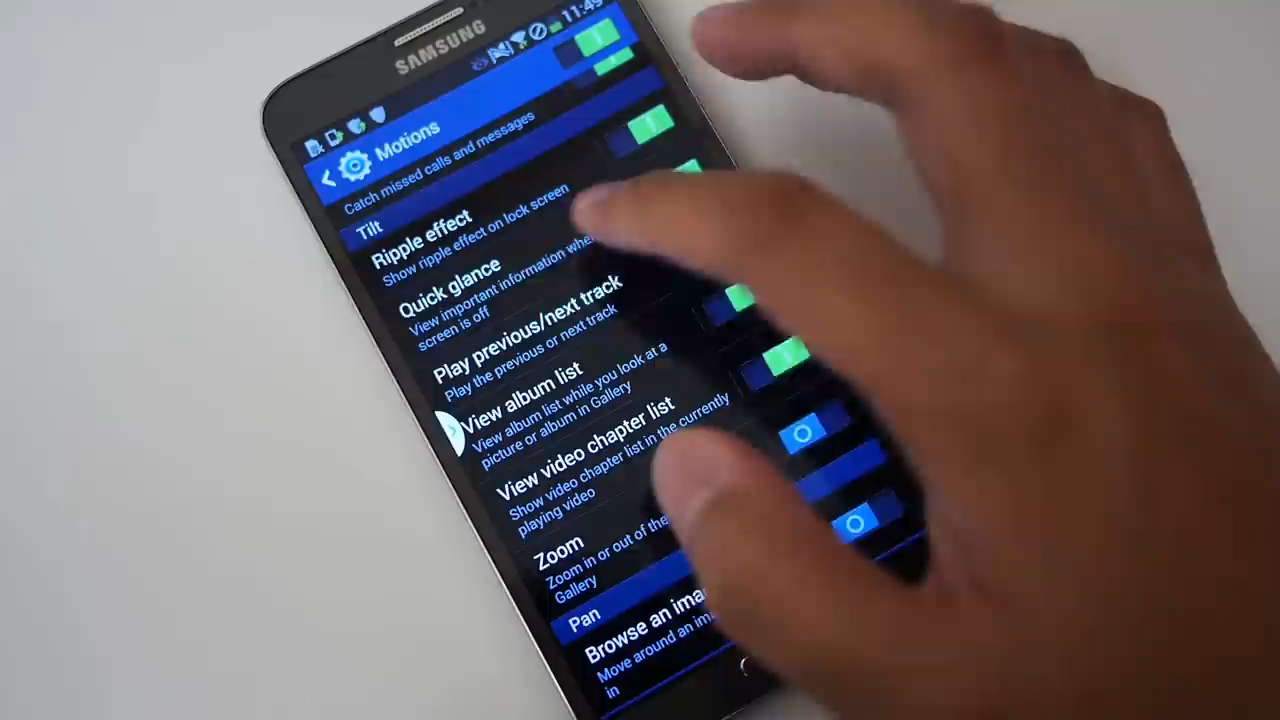 SAMSUNG
11:49
Motions
Catch missed calls and messages
Tilt
Ripple effect
Show ripple effect on lock screen
Quick glance
View important information
screen is off
Play previous/next track
Play the previous or next track
View album list
View album list while you look at a
picture or album in Gallery
View video chapter list
Show video chapter list in the currently
playing video
Zoom
Zoom in or out of the
Gallery
Pan
Browse an
Move around an
in